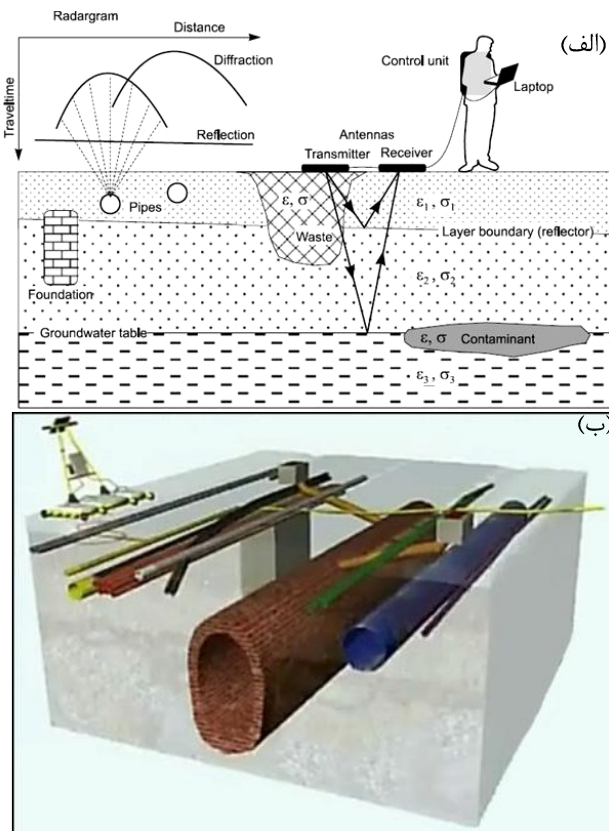 Radargram
(الف)
Distance
Diffraction
Traveltime
Reflection
Control unit
Laptop
Antennas
Transmitter Receiver
Pipes
ε, σ
ε₁, σ₁
Waste
Layer boundary (reflector)
Foundation
ε₂, σ₂
Groundwater table
ε, σ Contaminant
ε₃, σ₃
(ب)